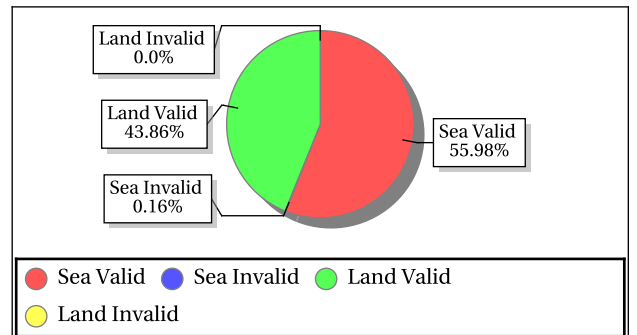 Land Invalid
0.0%
Land Valid
43.86%
Sea Valid
55.98%
Sea Invalid
0.16%
Sea Valid
Sea Invalid
Land Valid
Land Invalid